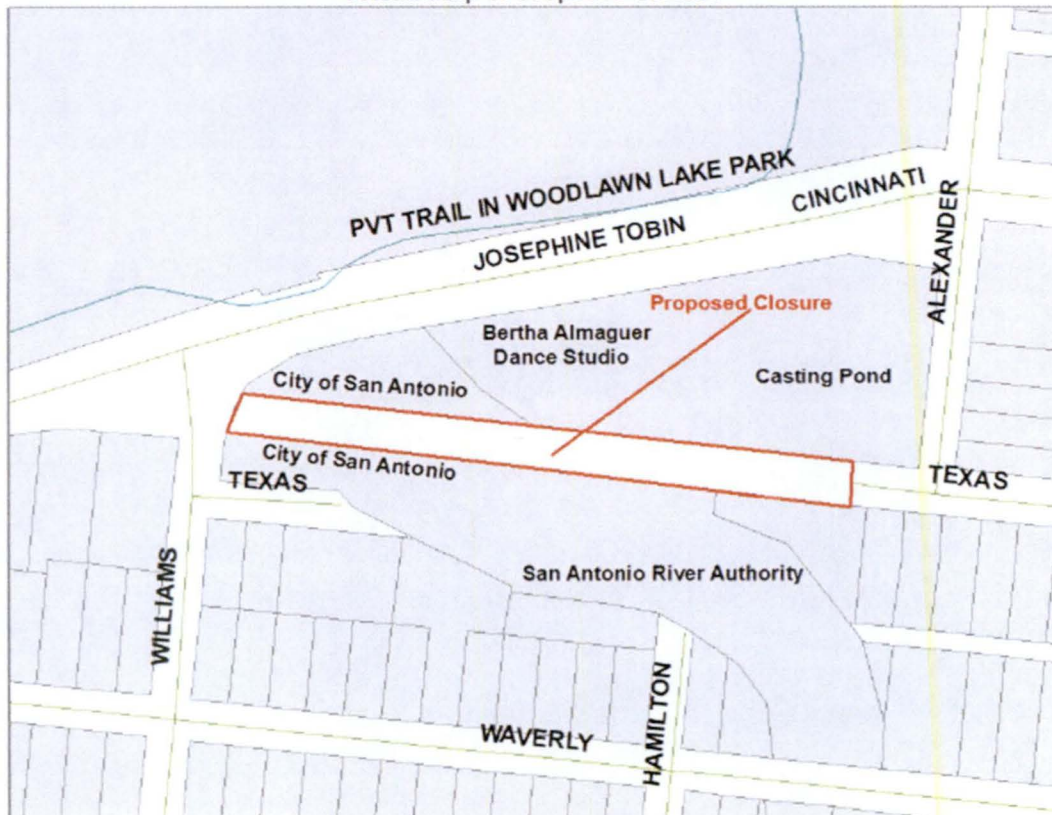 PVT TRAIL IN WOODLAWN LAKE PARK
JOSEPHINE TOBIN
CINCINNATI
ALEXANDER
Proposed Closure
Bertha Almaguer
Dance Studio
Casting Pond
City of San Antonio
City of San Antonio
TEXAS
TEXAS
San Antonio River Authority
WILLIAMS
HAMILTON
WAVERLY